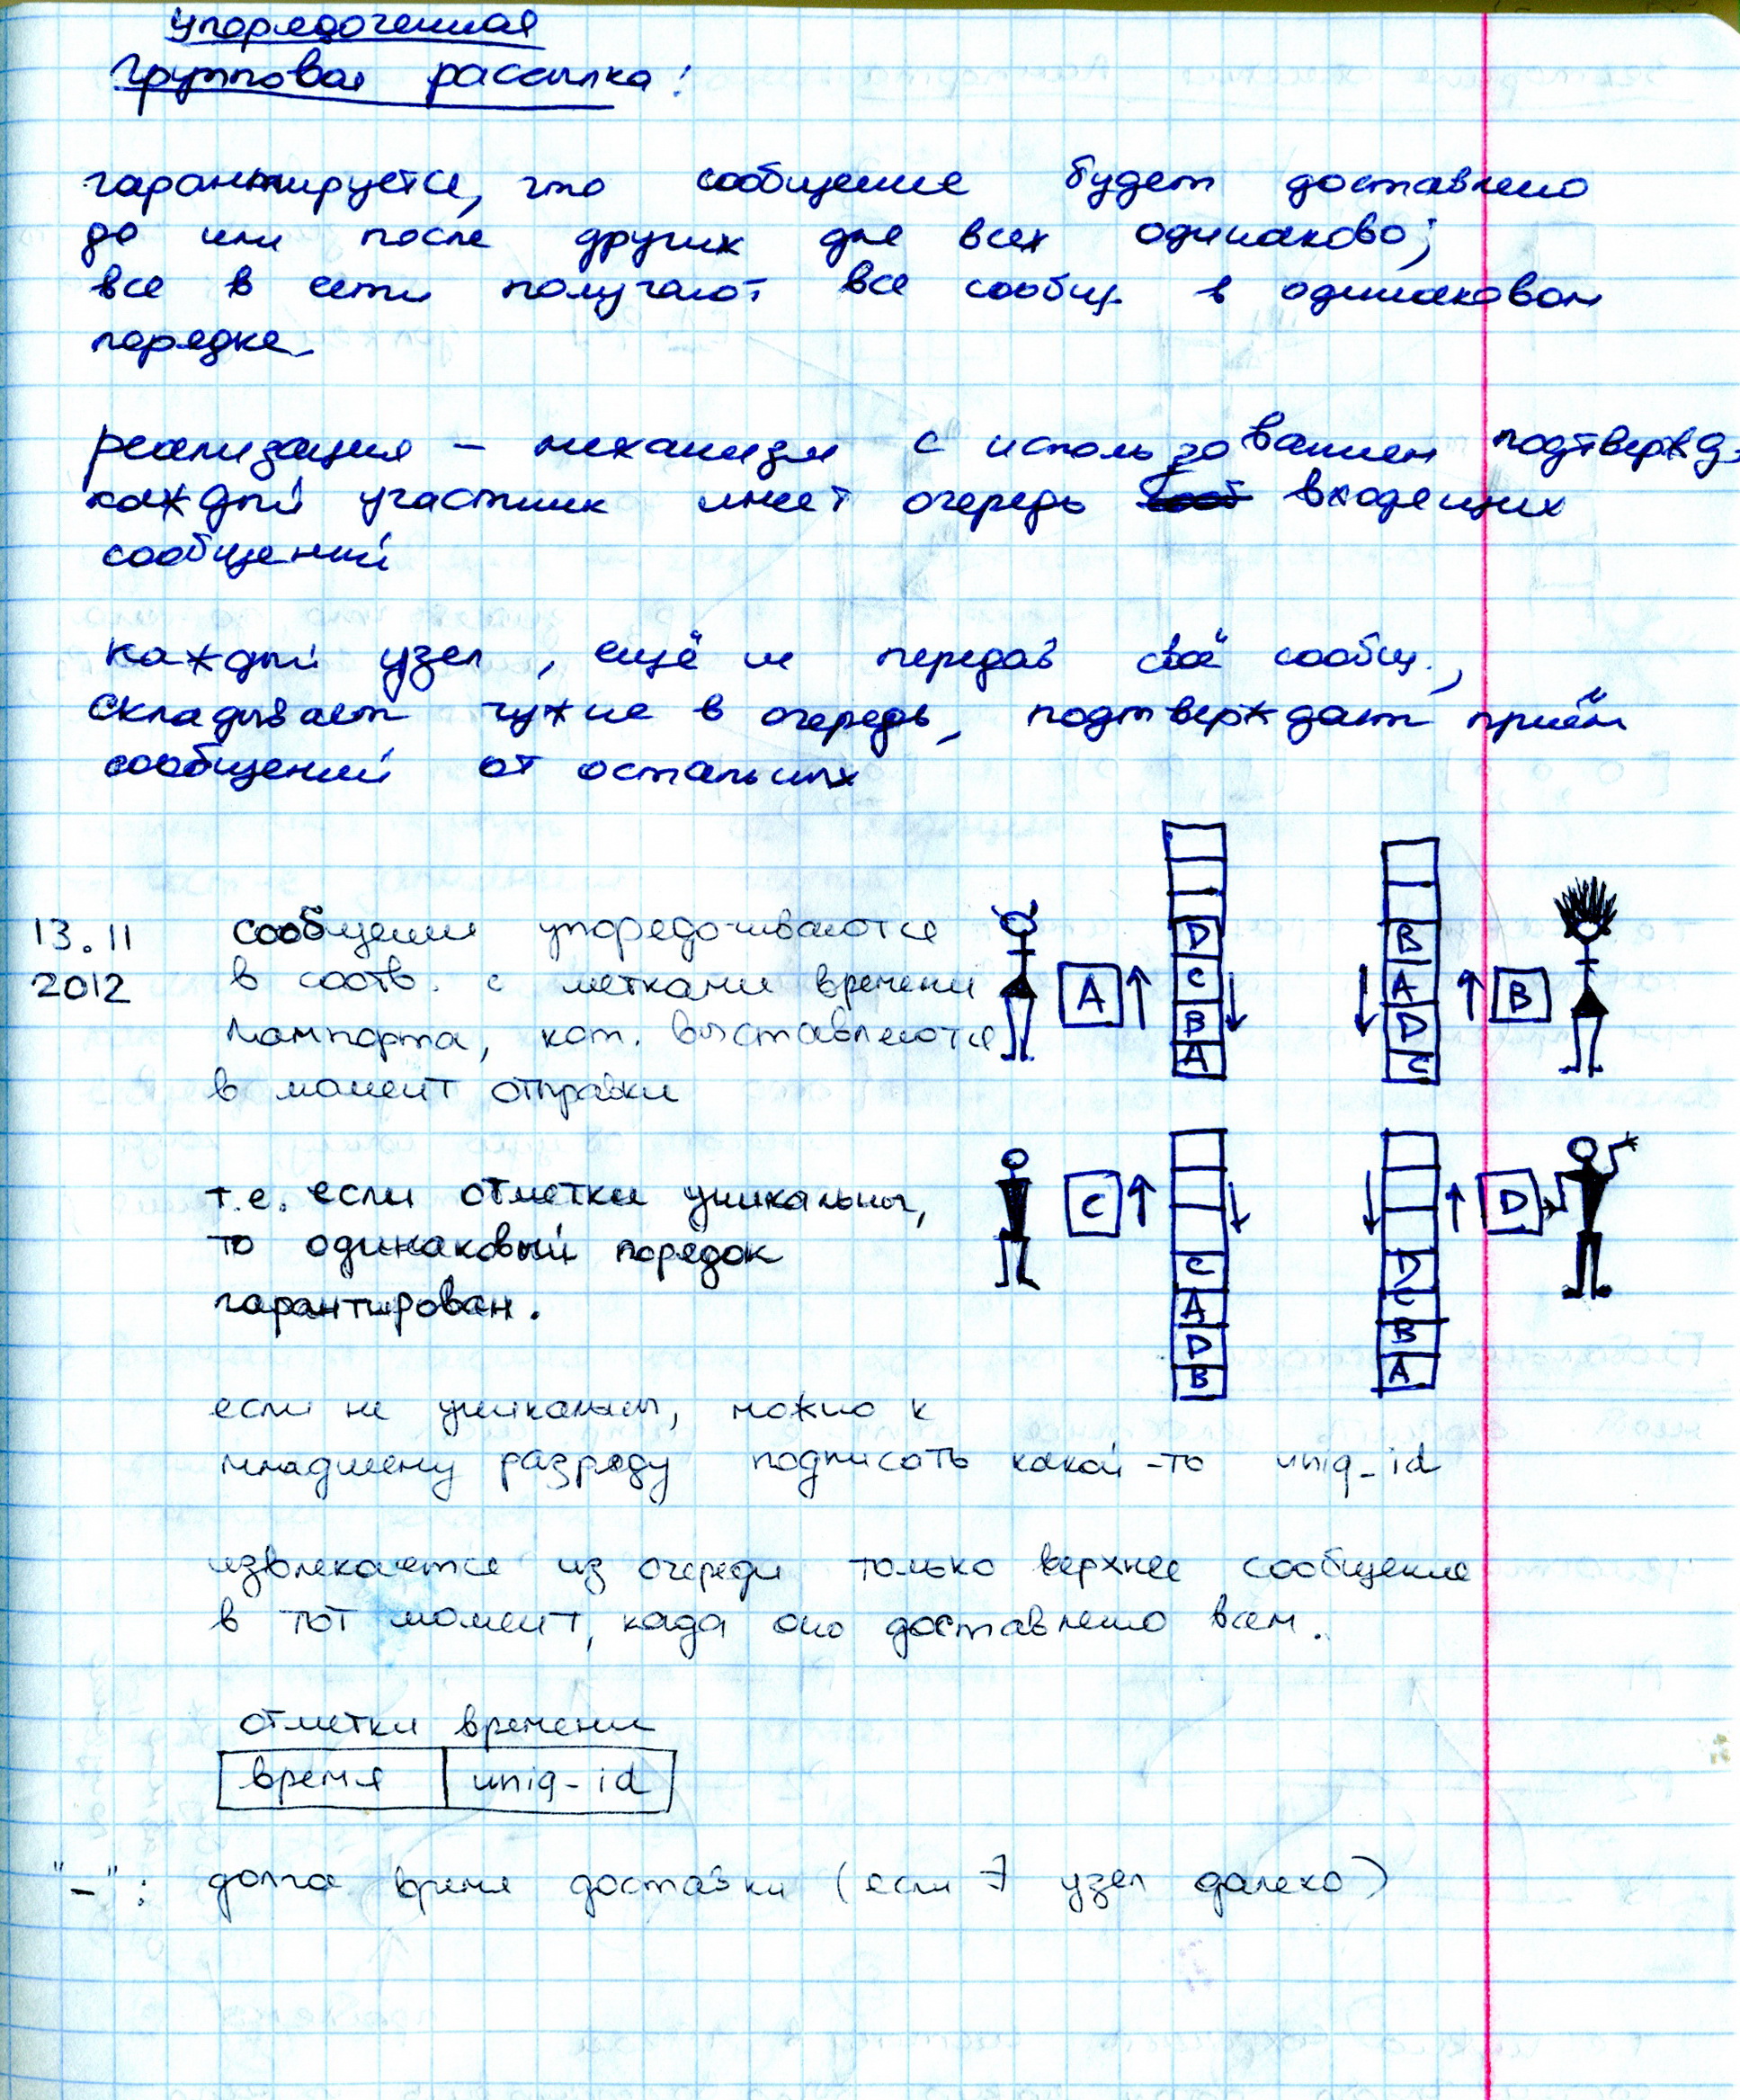 упорядоченная
групповая рассылка:
гарантируется, что сообщение будет доставлено
до или после других для всех одинаково;
все в сети получают все сообщ. в одинаковом
порядке.
реализация – механизм с использованием подтвержд.
каждый участник имеет очередь входящих
сообщений
каждый узел, ещё не передав своё сообщ.,
складывает чужие в очередь, подтверждает приём
сообщений от остальных
13.11
2012
сообщения упорядочиваются
в соотв. с метками времени
Лампорта, кот. выставляются
в момент отправки
A
D
C
B
A
B
A
D
C
B
т.е. если отметки уникальны,
то одинаковый порядок
гарантирован.
C
C
A
D
B
D
C
B
A
D
если не уникальны, можно к
младшему разряду подписать какой-то uniq-id
извлекается из очереди только верхнее сообщение
в тот момент, када оно доставлено всем.
отметки времени
время uniq-id
"–": долгое время доставки (если ∃ узел далеко)